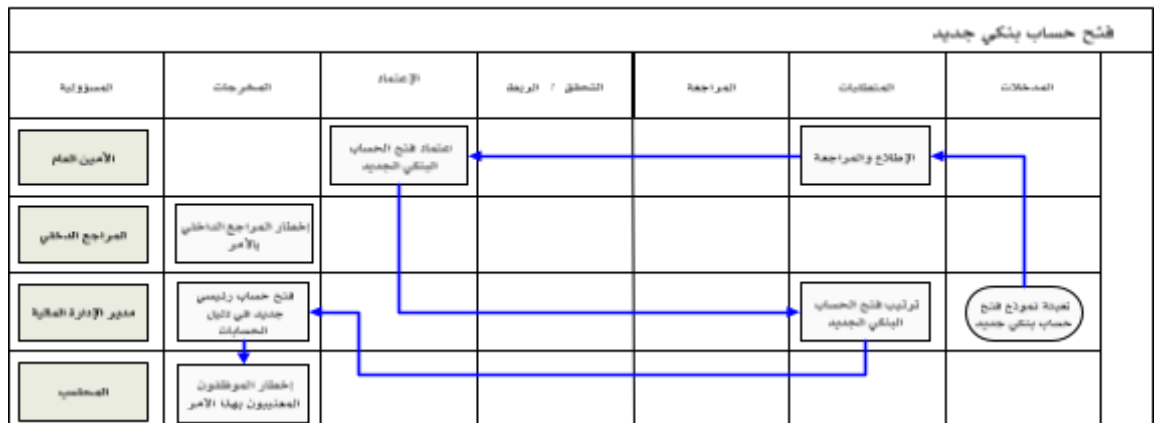 فتح حساب بنكي جديد
المدخلات
المتطلبات
المراجعة
التحقق / الربط
الإعتماد
المخرجات
المسؤولية
الإطلاع والمراجعة
اعتماد فتح الحساب
البنكي الجديد
الأمين العام
إخطار المراجع الداخلي
بالأمر
المراجع الداخلي
تعبئة نموذج فتح
حساب بنكي جديد
ترتيب فتح الحساب
البنكي الجديد
فتح حساب رئيسي
جديد في دليل
الحسابات
مدير الإدارة المالية
إخطار الموظفون
المعنييون بهذا الأمر
المحاسب